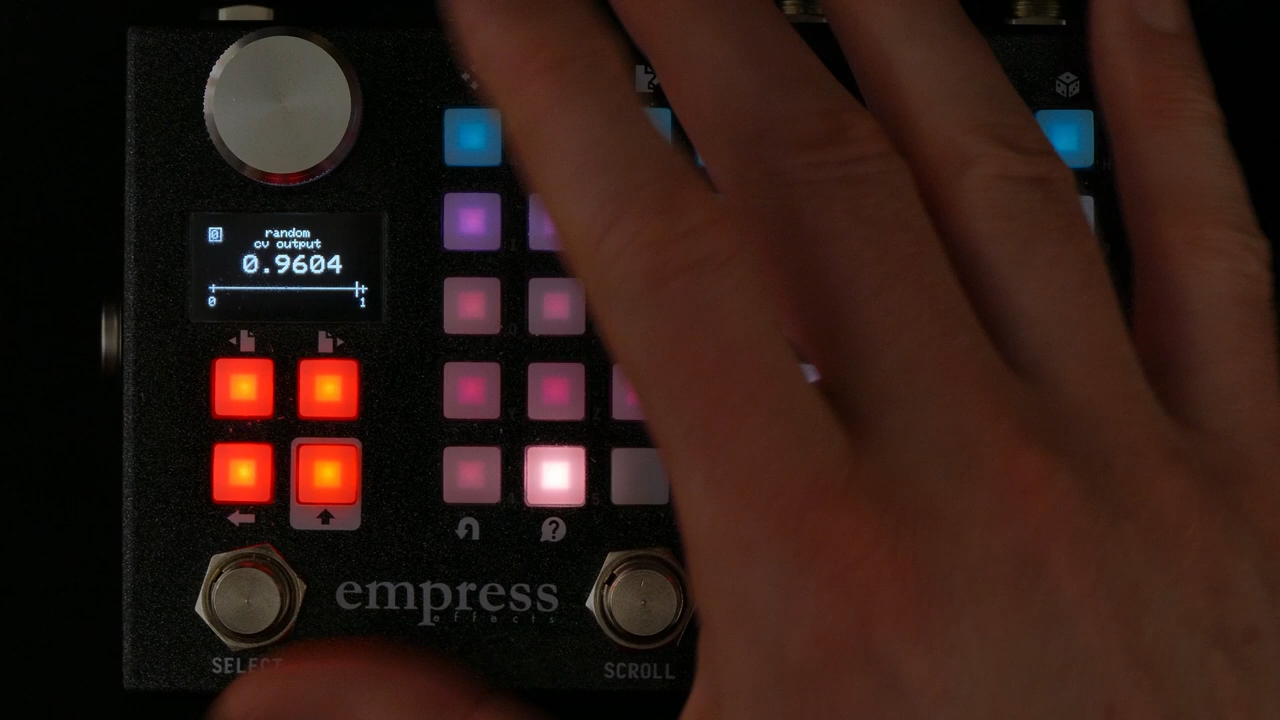 0
random
cv output
0.9604
0 1
?
empress
effects
SELECT
SCROLL